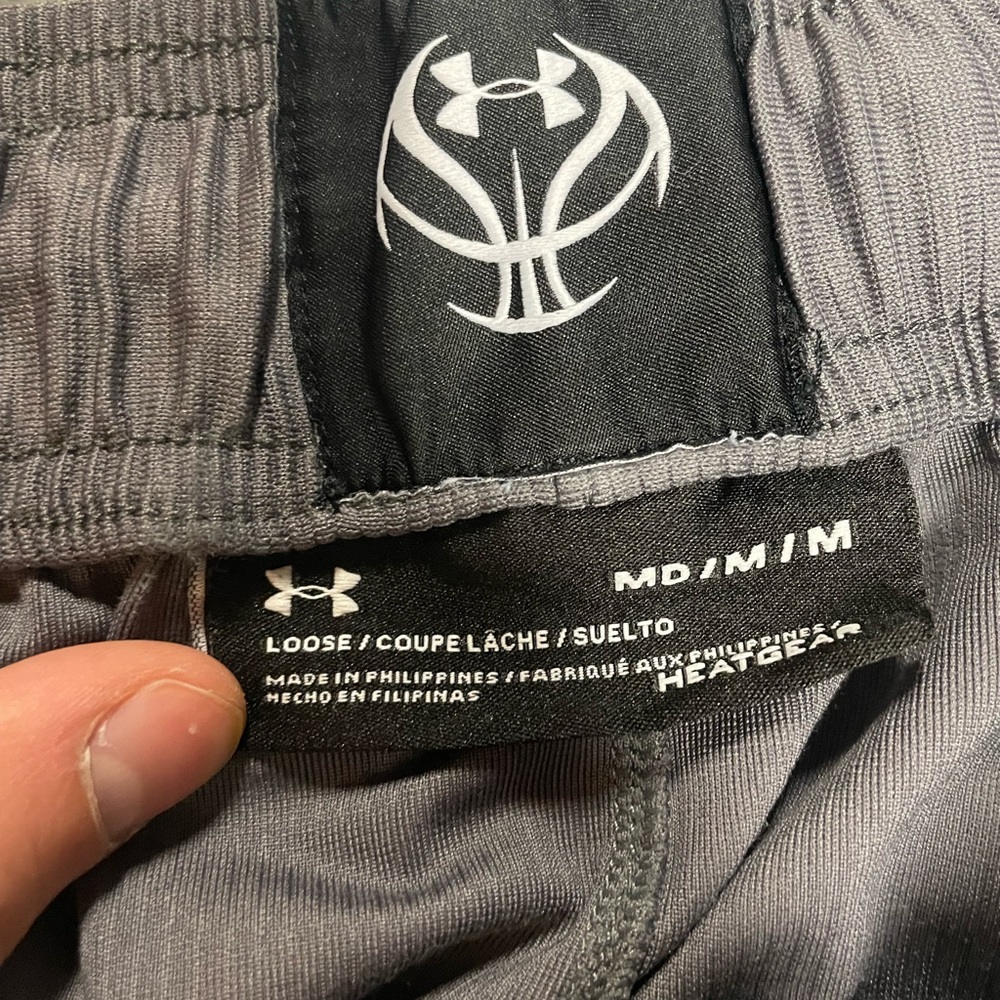 MD / M / M
LOOSE / COUPE LÂCHE / SUELTO
MADE IN PHILIPPINES / FABRIQUÉ AUX PHILIPPINES /
HECHO EN FILIPINAS
HEATGEAR